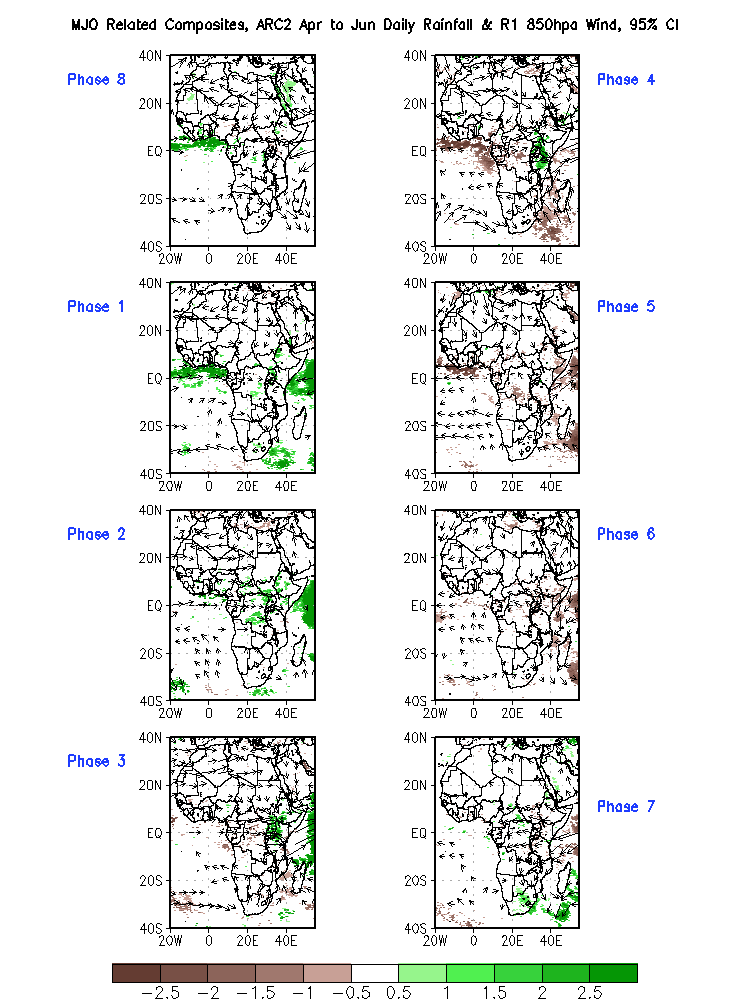 MJO Related Composites, ARC2 Apr to Jun Daily Rainfall & R1 850hpa Wind, 95% CI
Phase 8
40N
20N
EQ
20S
40S
20W 0 20E 40E
Phase 4
40N
20N
EQ
20S
40S
20W 0 20E 40E
Phase 1
40N
20N
EQ
20S
40S
20W 0 20E 40E
Phase 5
40N
20N
EQ
20S
40S
20W 0 20E 40E
Phase 2
40N
20N
EQ
20S
40S
20W 0 20E 40E
Phase 6
40N
20N
EQ
20S
40S
20W 0 20E 40E
Phase 3
40N
20N
EQ
20S
40S
20W 0 20E 40E
Phase 7
40N
20N
EQ
20S
40S
20W 0 20E 40E
-2.5 -2 -1.5 -1 -0.5 0.5 1 1.5 2 2.5